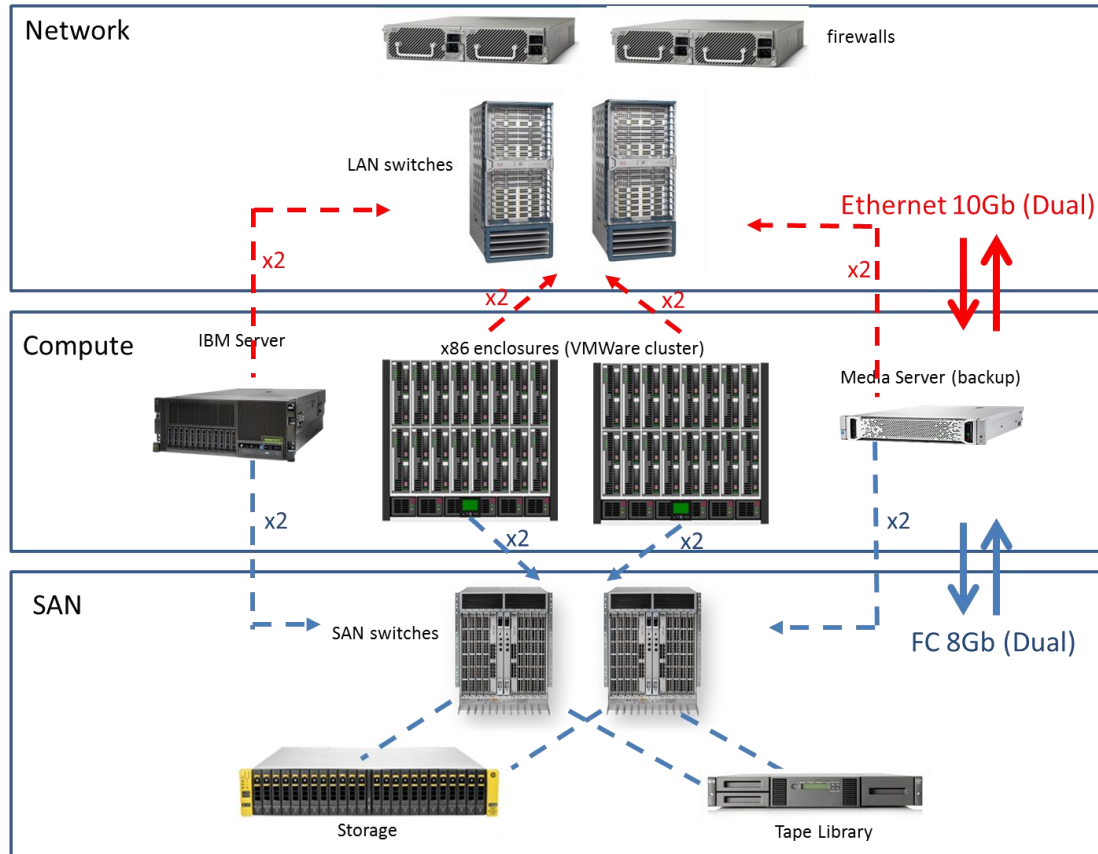 Network
firewalls
LAN switches
Ethernet 10Gb (Dual)
x2
x2
x2
x2
Compute
IBM Server
x86 enclosures (VMWare cluster)
Media Server (backup)
x2
x2
x2
x2
SAN
SAN switches
FC 8Gb (Dual)
Storage
Tape Library